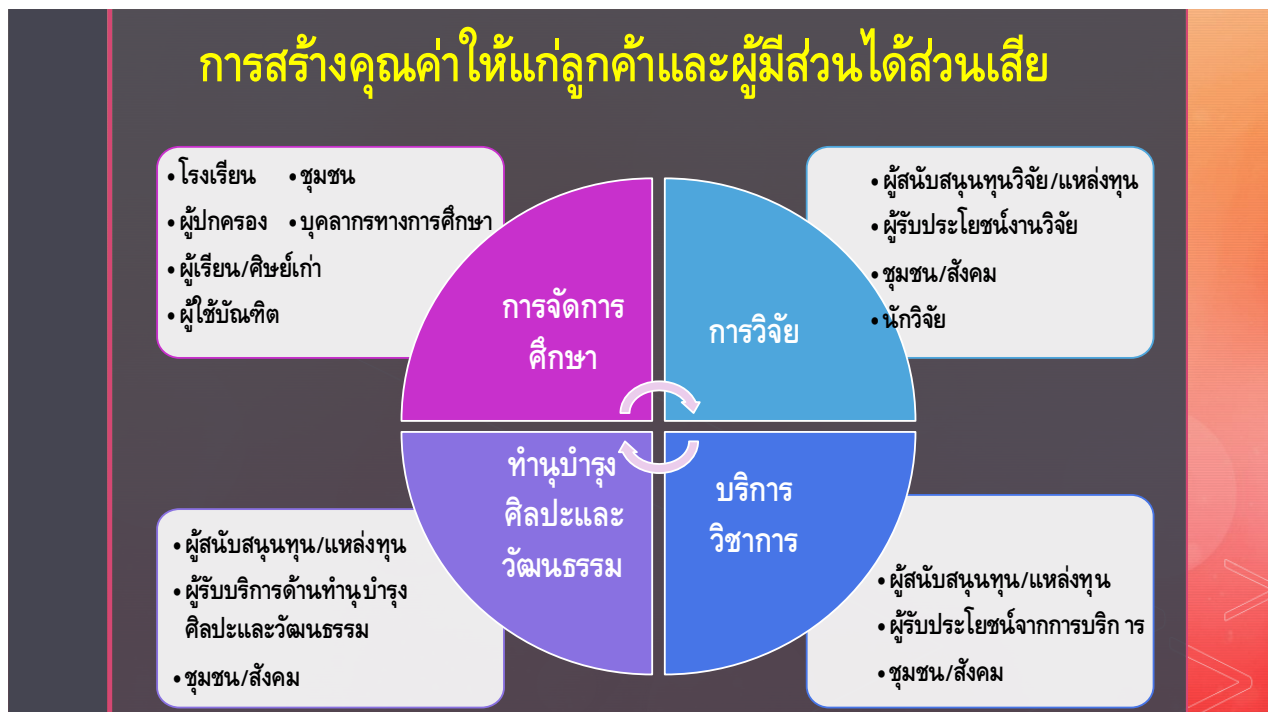 การสร้างคุณค่าให้แก่ลูกค้าและผู้มีส่วนได้ส่วนเสีย
•โรงเรียน •ชุมชน
•ผู้ปกครอง •บุคลากรทางการศึกษา
•ผู้เรียน/ศิษย์เก่า
•ผู้ใช้บัณฑิต
การจัดการ
ศึกษา
•ผู้สนับสนุนทุนวิจัย/แหล่งทุน
•ผู้รับประโยชน์งานวิจัย
•ชุมชน/สังคม
•นักวิจัย
การวิจัย
ทำนุบำรุง
ศิลปะและ
วัฒนธรรม
•ผู้สนับสนุนทุน/แหล่งทุน
•ผู้รับบริการด้านทำนุบำรุง
ศิลปะและวัฒนธรรม
•ชุมชน/สังคม
บริการ
วิชาการ
•ผู้สนับสนุนทุน/แหล่งทุน
•ผู้รับประโยชน์จากการบริการ
•ชุมชน/สังคม